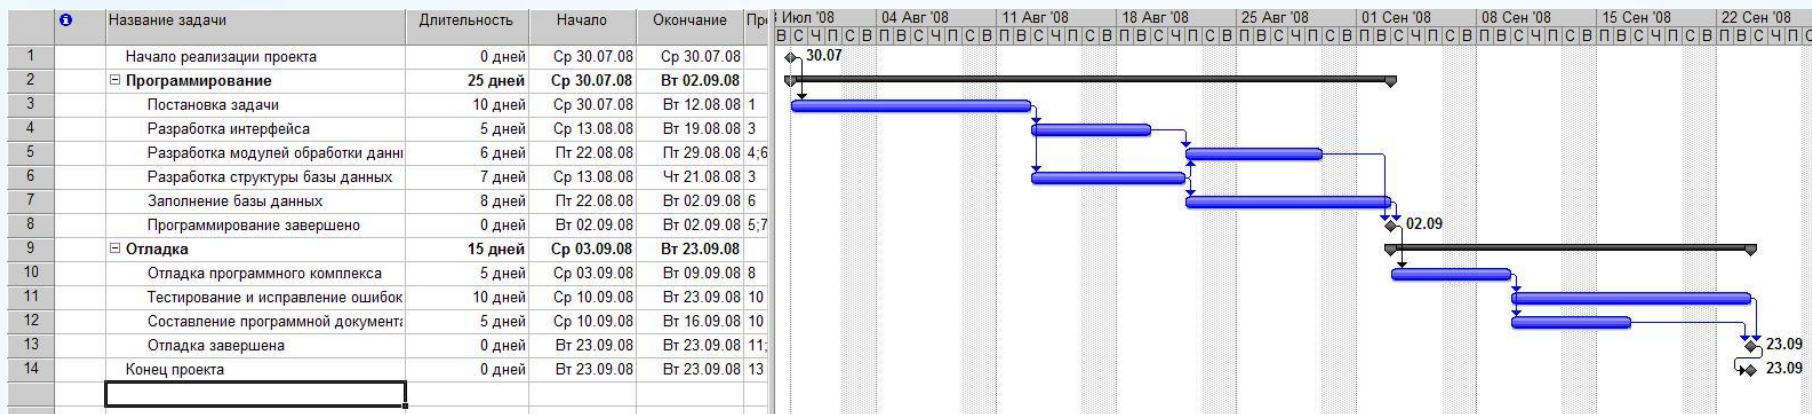 Название задачи Длительность Начало Окончание Пр Июл '08 04 Авг '08 11 Авг '08 18 Авг '08 25 Авг '08 01 Сен '08 08 Сен '08 15 Сен '08 22 Сен '08
В С Ч П С В П В С Ч П С В П В С Ч П С В П В С Ч П С В П В С Ч П С В П В С Ч П С В П В С Ч П С В П В С Ч П С В П В С Ч П С
1 Начало реализации проекта 0 дней Ср 30.07.08 Ср 30.07.08 30.07
2 Программирование 25 дней Ср 30.07.08 Вт 02.09.08
3 Постановка задачи 10 дней Ср 30.07.08 Вт 12.08.08 1
4 Разработка интерфейса 5 дней Ср 13.08.08 Вт 19.08.08 3
5 Разработка модулей обработки данн 6 дней Пт 22.08.08 Пт 29.08.08 4;6
6 Разработка структуры базы данных 7 дней Ср 13.08.08 Чт 21.08.08 3
7 Заполнение базы данных 8 дней Пт 22.08.08 Вт 02.09.08 6
8 Программирование завершено 0 дней Вт 02.09.08 Вт 02.09.08 5;7 02.09
9 Отладка 15 дней Ср 03.09.08 Вт 23.09.08
10 Отладка программного комплекса 5 дней Ср 03.09.08 Вт 09.09.08 8
11 Тестирование и исправление ошибок 10 дней Ср 10.09.08 Вт 23.09.08 10
12 Составление программной документа 5 дней Ср 10.09.08 Вт 16.09.08 10
13 Отладка завершена 0 дней Вт 23.09.08 Вт 23.09.08 11; 23.09
14 Конец проекта 0 дней Вт 23.09.08 Вт 23.09.08 13 23.09